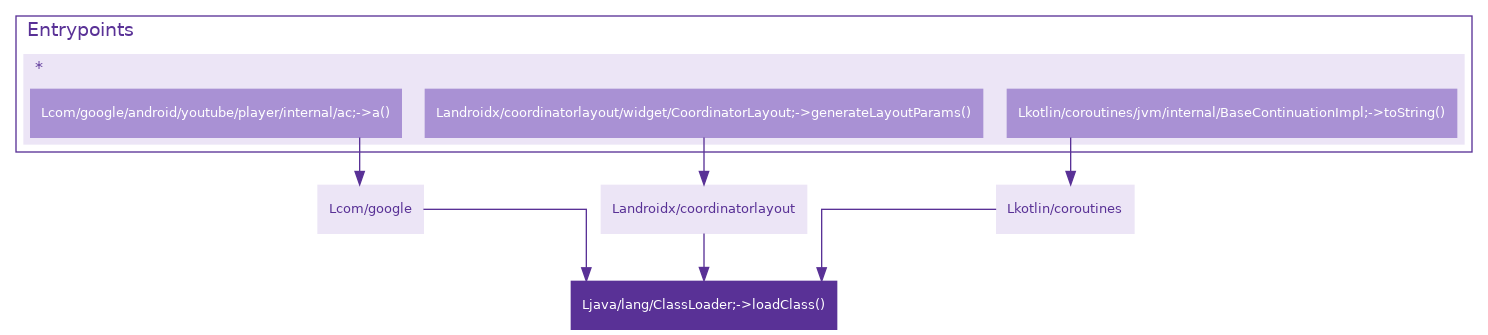 Entrypoints
*
Lcom/google/android/youtube/player/internal/ac;->a()
Landroidx/coordinatorlayout/widget/CoordinatorLayout;->generateLayoutParams()
Lkotlin/coroutines/jvm/internal/BaseContinuationImpl;->toString()
Lcom/google
Landroidx/coordinatorlayout
Lkotlin/coroutines
Ljava/lang/ClassLoader;->loadClass()